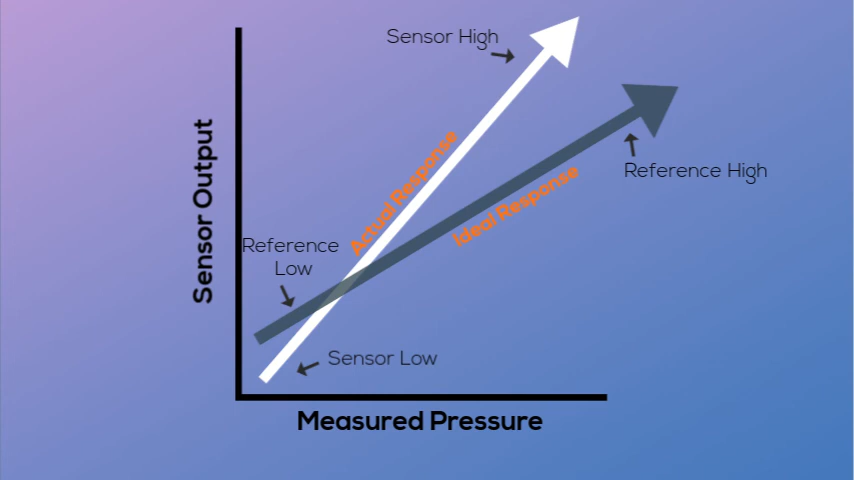 Sensor High
Actual Response
Reference High
Ideal Response
Sensor Output
Reference
Low
Sensor Low
Measured Pressure